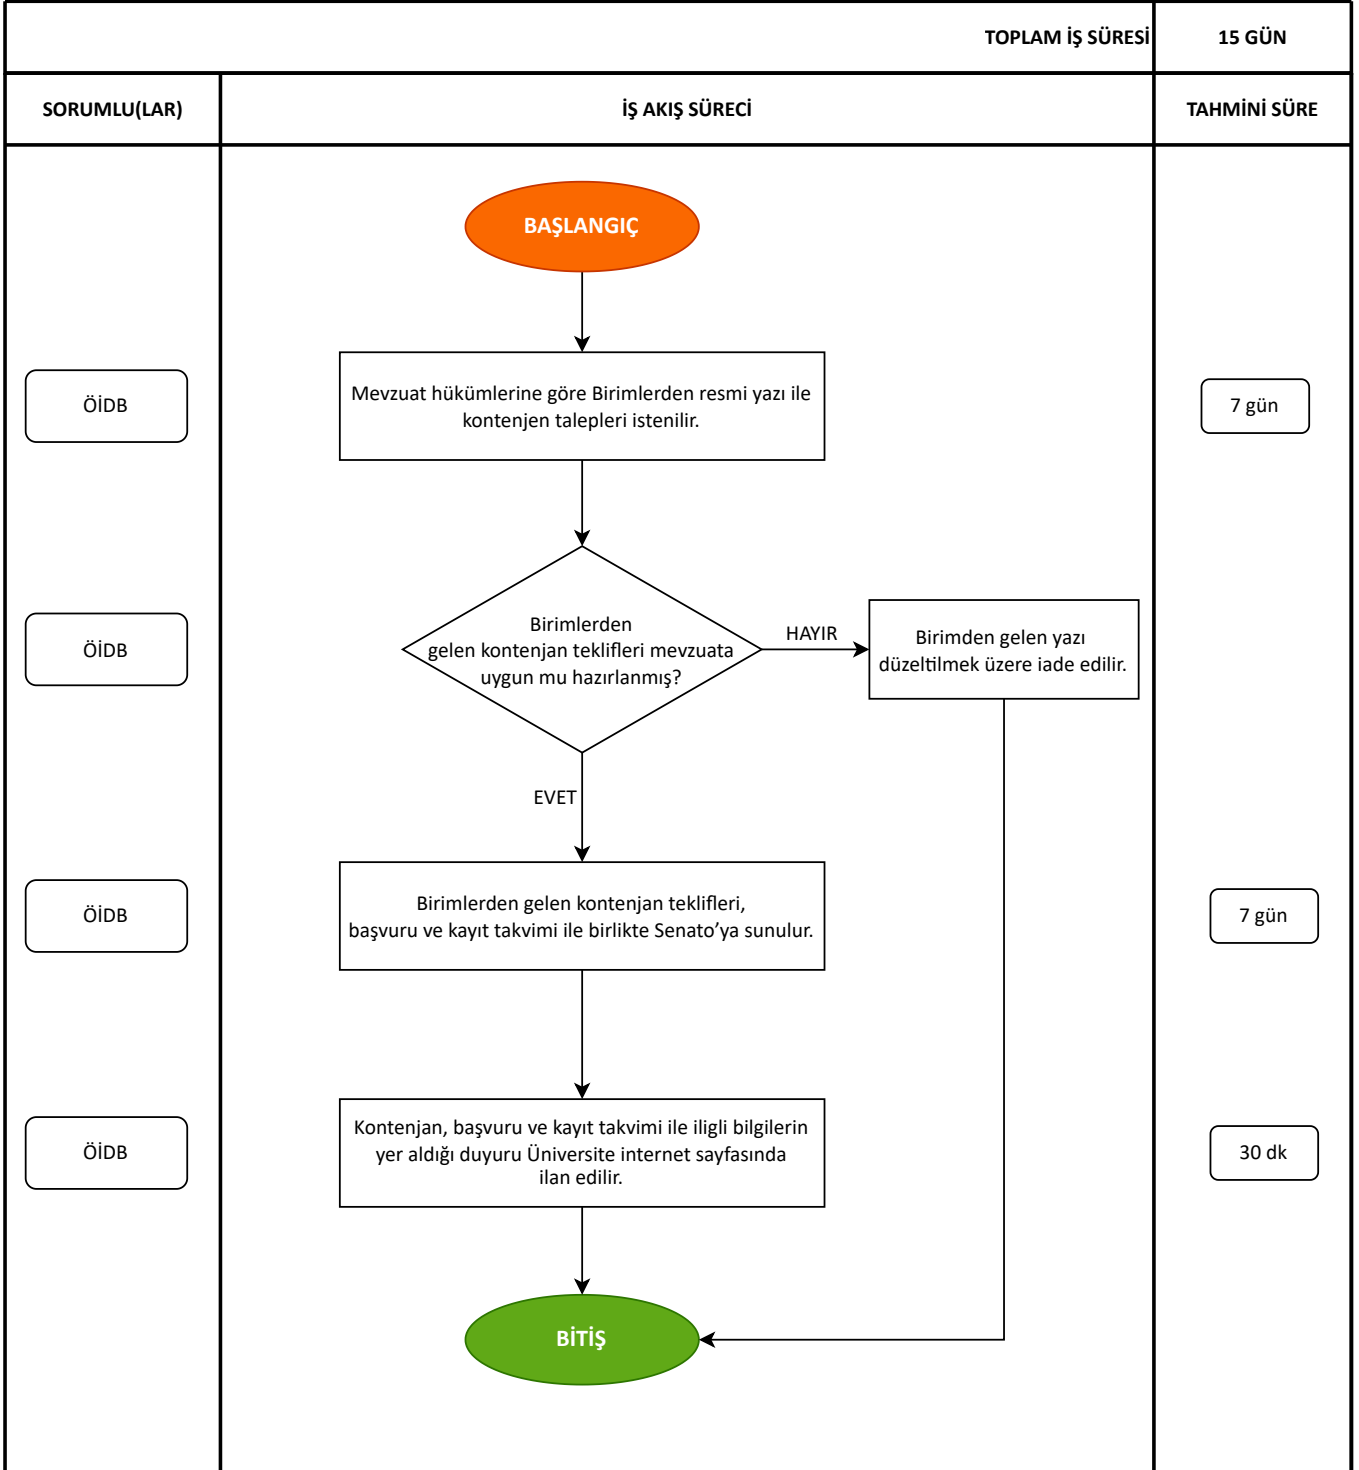 TOPLAM İŞ SÜRESİ
15 GÜN
SORUMLU(LAR)
İŞ AKIŞ SÜRECİ
TAHMİNİ SÜRE
BAŞLANGIÇ
ÖİDB
Mevzuat hükümlerine göre Birimlerden resmi yazı ile
kontenjen talepleri istenilir.
7 gün
ÖİDB
Birimlerden
gelen kontenjan teklifleri mevzuata
uygun mu hazırlanmış?
HAYIR
Birimden gelen yazı
düzeltilmek üzere iade edilir.
EVET
ÖİDB
Birimlerden gelen kontenjan teklifleri,
başvuru ve kayıt takvimi ile birlikte Senato’ya sunulur.
7 gün
ÖİDB
Kontenjan, başvuru ve kayıt takvimi ile iligli bilgilerin
yer aldığı duyuru Üniversite internet sayfasında
ilan edilir.
30 dk
BİTİŞ